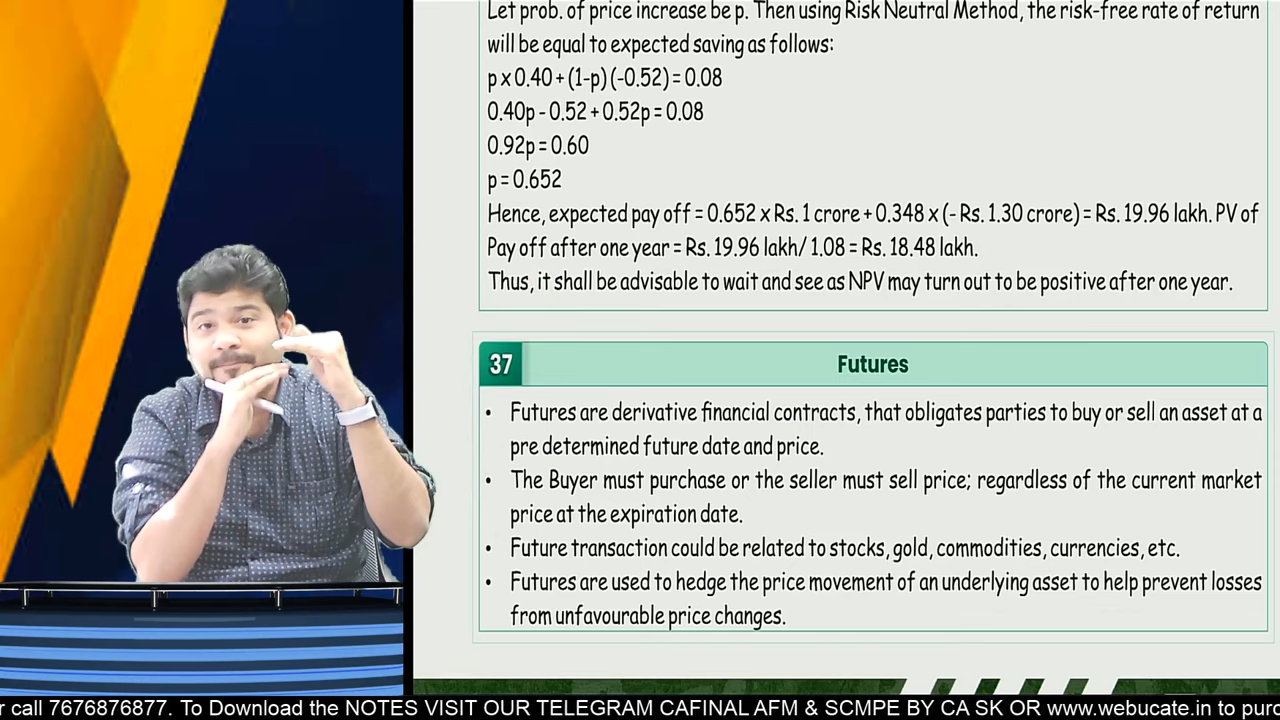 Let prob. of price increase be p. Then using Risk Neutral Method, the risk-free rate of return
will be equal to expected saving as follows:
p x 0.40 + (1-p) (-0.52) = 0.08
0.40p - 0.52 + 0.52p = 0.08
0.92p = 0.60
p = 0.652
Hence, expected pay off = 0.652 x Rs. 1 crore + 0.348 x (- Rs. 1.30 crore) = Rs. 19.96 lakh. PV of
Pay off after one year = Rs. 19.96 lakh/ 1.08 = Rs. 18.48 lakh.
Thus, it shall be advisable to wait and see as NPV may turn out to be positive after one year.
37 Futures
• Futures are derivative financial contracts, that obligates parties to buy or sell an asset at a
pre determined future date and price.
• The Buyer must purchase or the seller must sell price; regardless of the current market
price at the expiration date.
• Future transaction could be related to stocks, gold, commodities, currencies, etc.
• Futures are used to hedge the price movement of an underlying asset to help prevent losses
from unfavourable price changes.
r call 7676876877. To Download the NOTES VISIT OUR TELEGRAM CAFINAL AFM & SCMPE BY CA SK OR www.webucate.in to purc